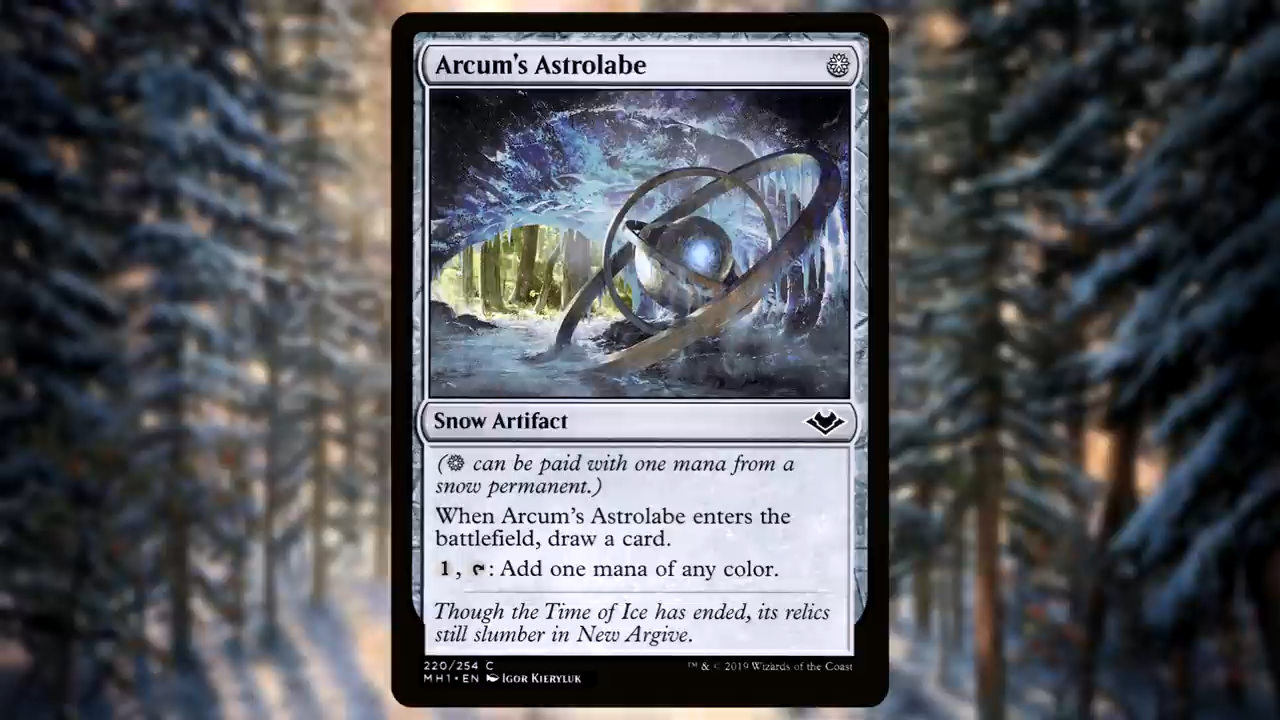 Arcum's Astrolabe
Snow Artifact
( can be paid with one mana from a
snow permanent.)
When Arcum's Astrolabe enters the
battlefield, draw a card.
1, : Add one mana of any color.
Though the Time of Ice has ended, its relics
still slumber in New Argive.
220/254 C
MH1•EN Igor Kieryluk
™ & © 2019 Wizards of the Coast